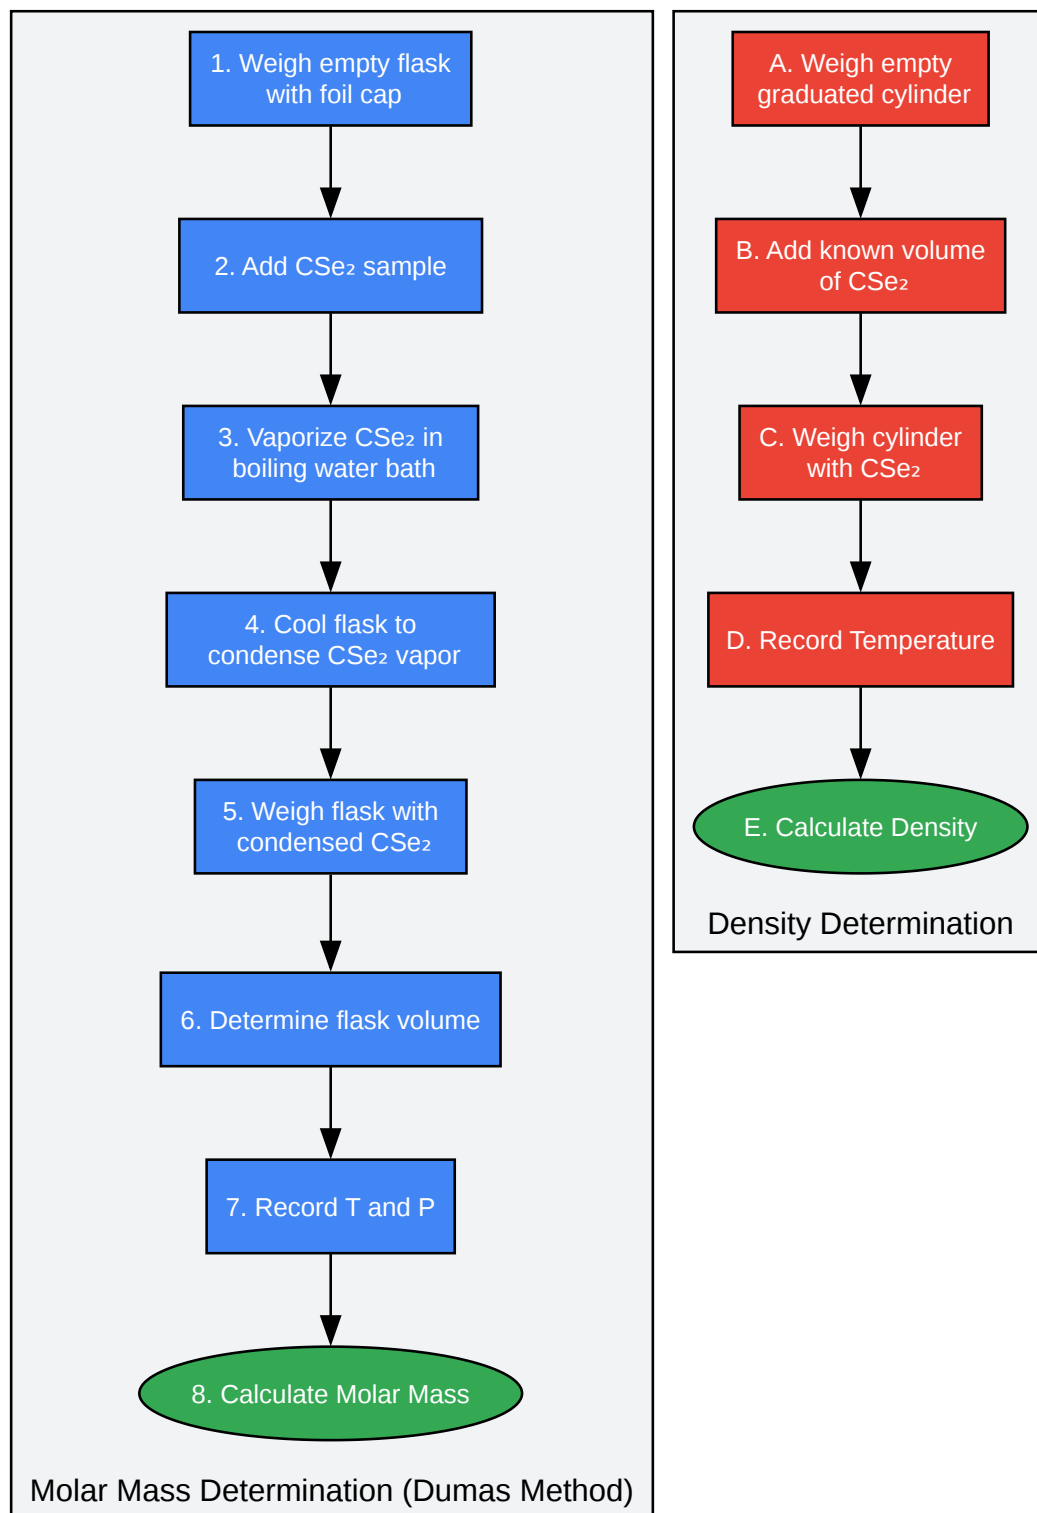 1. Weigh empty flask
with foil cap
2. Add CSe₂ sample
3. Vaporize CSe₂ in
boiling water bath
4. Cool flask to
condense CSe₂ vapor
5. Weigh flask with
condensed CSe₂
6. Determine flask volume
7. Record T and P
8. Calculate Molar Mass
Molar Mass Determination (Dumas Method)
A. Weigh empty
graduated cylinder
B. Add known volume
of CSe₂
C. Weigh cylinder
with CSe₂
D. Record Temperature
E. Calculate Density
Density Determination